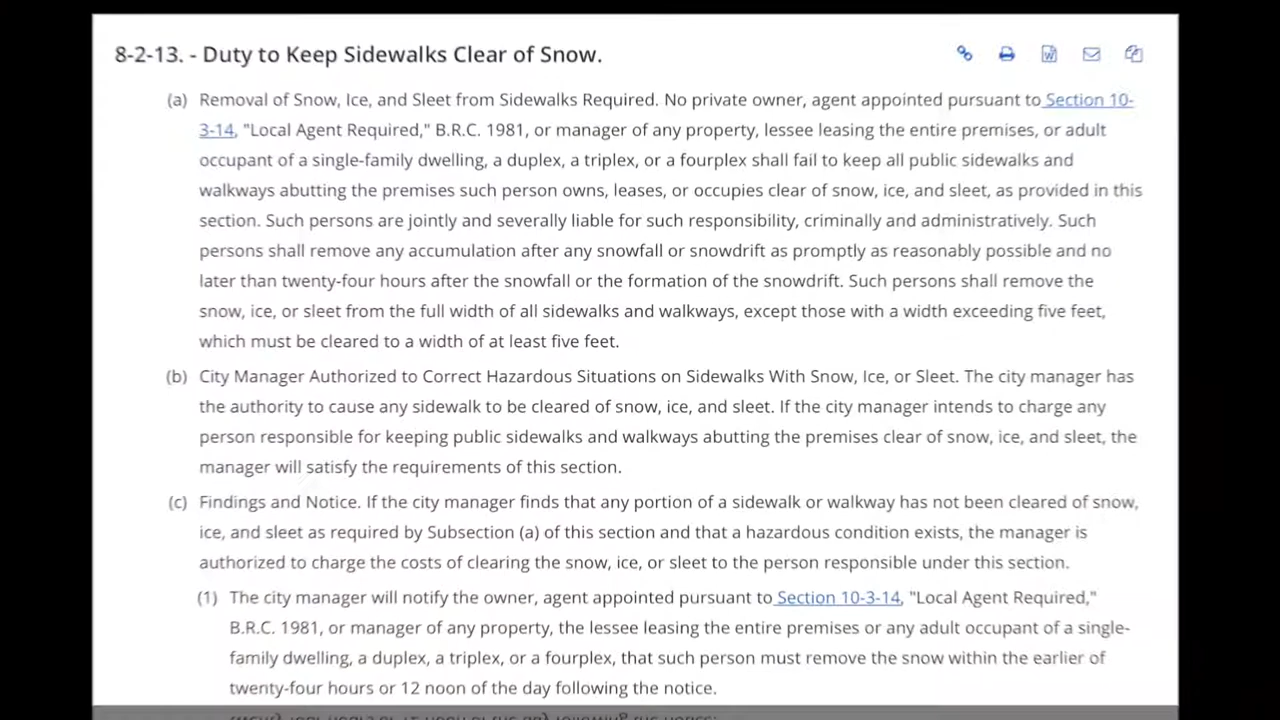 8-2-13. - Duty to Keep Sidewalks Clear of Snow.
(a) Removal of Snow, Ice, and Sleet from Sidewalks Required. No private owner, agent appointed pursuant to Section 10-
3-14, "Local Agent Required," B.R.C. 1981, or manager of any property, lessee leasing the entire premises, or adult
occupant of a single-family dwelling, a duplex, a triplex, or a fourplex shall fail to keep all public sidewalks and
walkways abutting the premises such person owns, leases, or occupies clear of snow, ice, and sleet, as provided in this
section. Such persons are jointly and severally liable for such responsibility, criminally and administratively. Such
persons shall remove any accumulation after any snowfall or snowdrift as promptly as reasonably possible and no
later than twenty-four hours after the snowfall or the formation of the snowdrift. Such persons shall remove the
snow, ice, or sleet from the full width of all sidewalks and walkways, except those with a width exceeding five feet,
which must be cleared to a width of at least five feet.
(b) City Manager Authorized to Correct Hazardous Situations on Sidewalks With Snow, Ice, or Sleet. The city manager has
the authority to cause any sidewalk to be cleared of snow, ice, and sleet. If the city manager intends to charge any
person responsible for keeping public sidewalks and walkways abutting the premises clear of snow, ice, and sleet, the
manager will satisfy the requirements of this section.
(c) Findings and Notice. If the city manager finds that any portion of a sidewalk or walkway has not been cleared of snow,
ice, and sleet as required by Subsection (a) of this section and that a hazardous condition exists, the manager is
authorized to charge the costs of clearing the snow, ice, or sleet to the person responsible under this section.
(1) The city manager will notify the owner, agent appointed pursuant to Section 10-3-14, "Local Agent Required,"
B.R.C. 1981, or manager of any property, the lessee leasing the entire premises or any adult occupant of a single-
family dwelling, a duplex, a triplex, or a fourplex, that such person must remove the snow within the earlier of
twenty-four hours or 12 noon of the day following the notice.